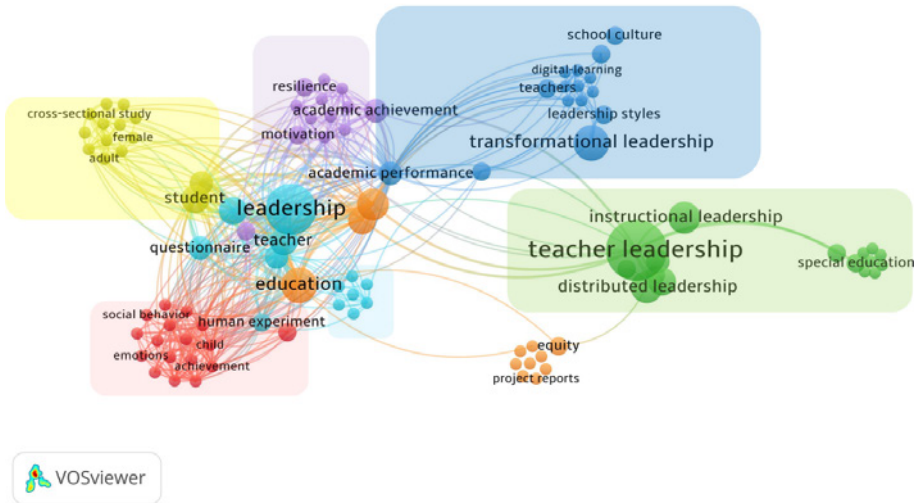 school culture
digital-learning
teachers
leadership styles
transformational leadership
resilience
academic achievement
motivation
academic performance
cross-sectional study
female
adult
student
leadership
teacher
questionnaire
education
instructional leadership
teacher leadership
special education
distributed leadership
social behavior
human experiment
child
emotions
achievement
equity
project reports
VOSviewer